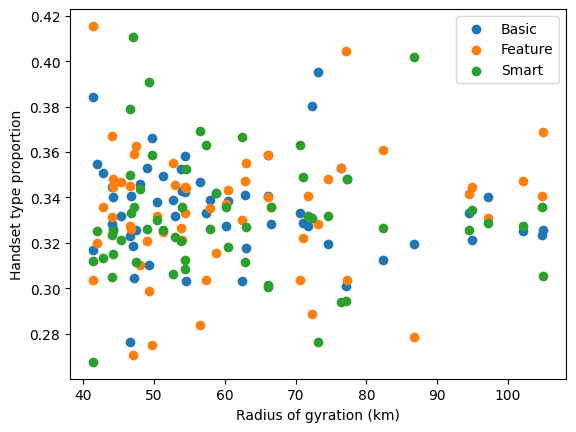 0.42
0.40
0.38
0.36
0.34
0.32
0.30
0.28
Handset type proportion
Basic
Feature
Smart
40 50 60 70 80 90 100
Radius of gyration (km)